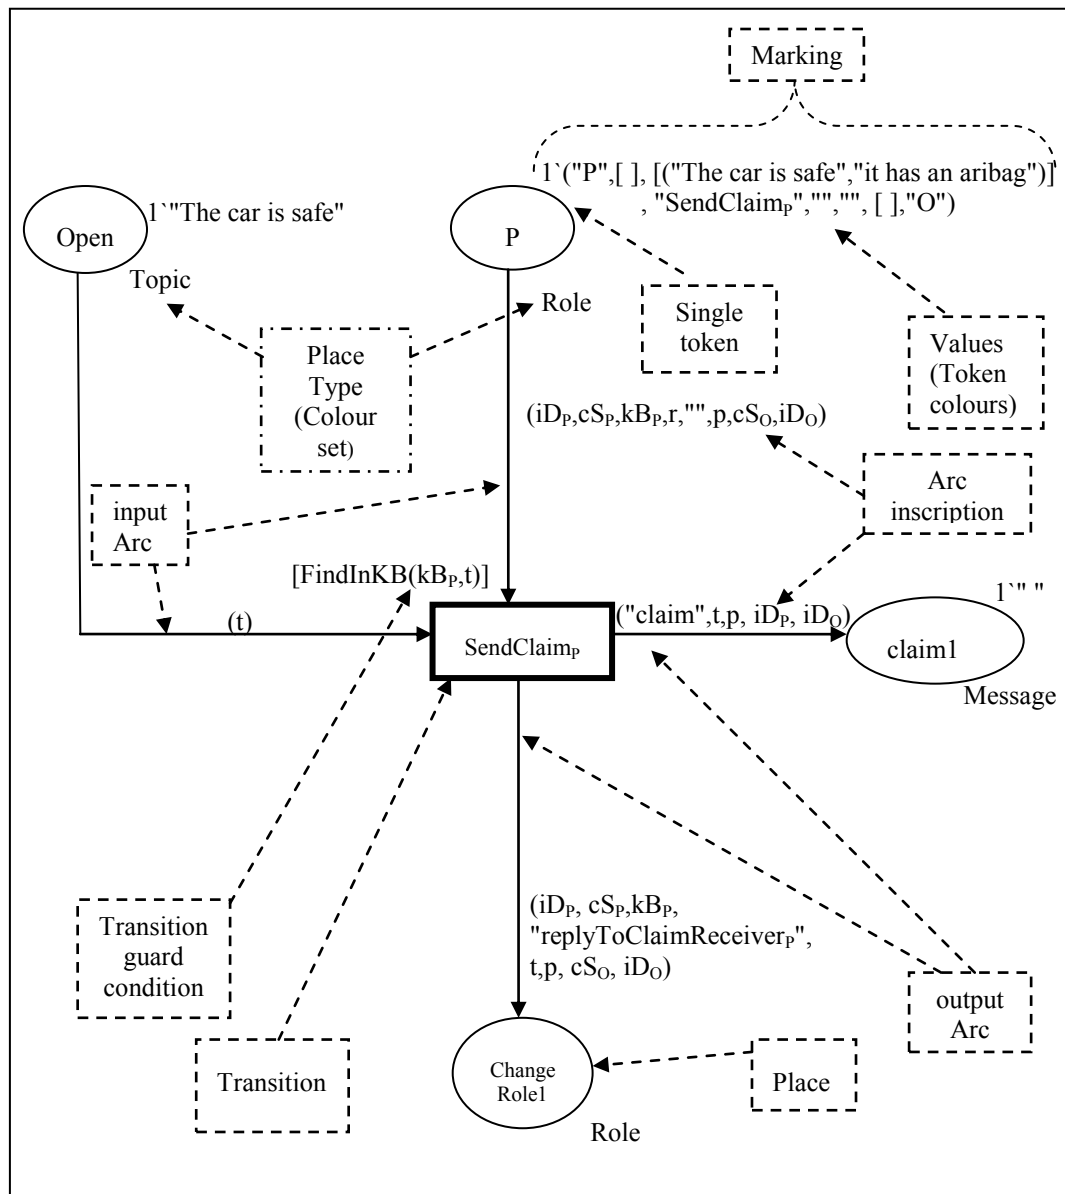 Marking
1`("P",[ ], [("The car is safe","it has an aribag")]
, "SendClaimP","","", [ ],"O")
1`"The car is safe"
Open
P
Topic
Role
Single
token
Place
Type
(Colour
set)
Values
(Token
colours)
(iDP,cSP,kBP,r,"",p,cSO,iDO)
Arc
inscription
input
Arc
[FindInKB(kBP,t)]
1`" "
(t)
("claim",t,p, iDP, iDO)
SendClaimP
claim1
Message
(iDP, cSP,kBP,
"replyToClaimReceiverP",
t,p, cSO, iDO)
Transition
guard
condition
output
Arc
Transition
Change
Role1
Place
Role